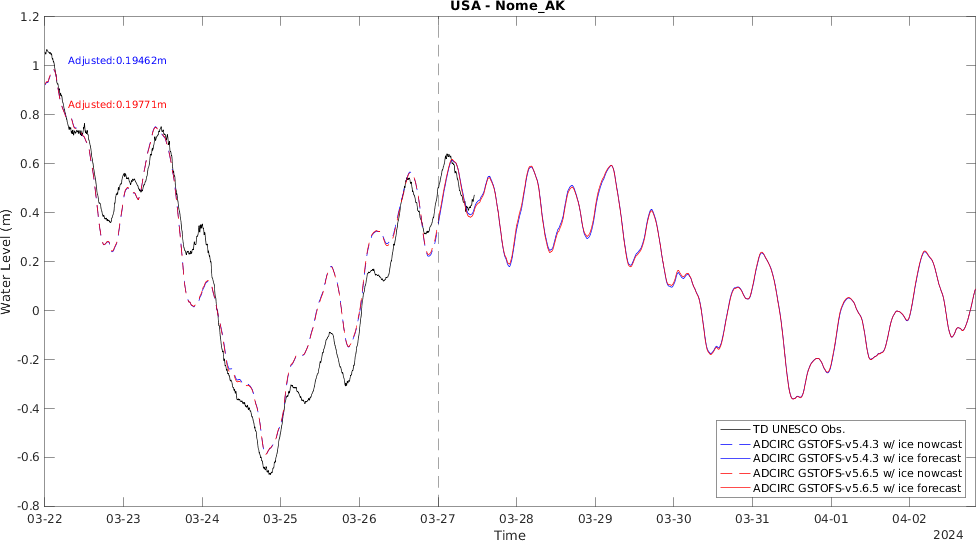 USA - Nome_AK
1.2
1
0.8
0.6
0.4
0.2
0
-0.2
-0.4
-0.6
-0.8
Water Level (m)
Adjusted:0.19462m
Adjusted:0.19771m
TD UNESCO Obs.
ADCIRC GSTOFS-v5.4.3 w/ ice nowcast
ADCIRC GSTOFS-v5.4.3 w/ ice forecast
ADCIRC GSTOFS-v5.6.5 w/ ice nowcast
ADCIRC GSTOFS-v5.6.5 w/ ice forecast
03-22 03-23 03-24 03-25 03-26 03-27 03-28 03-29 03-30 03-31 04-01 04-02
Time
2024